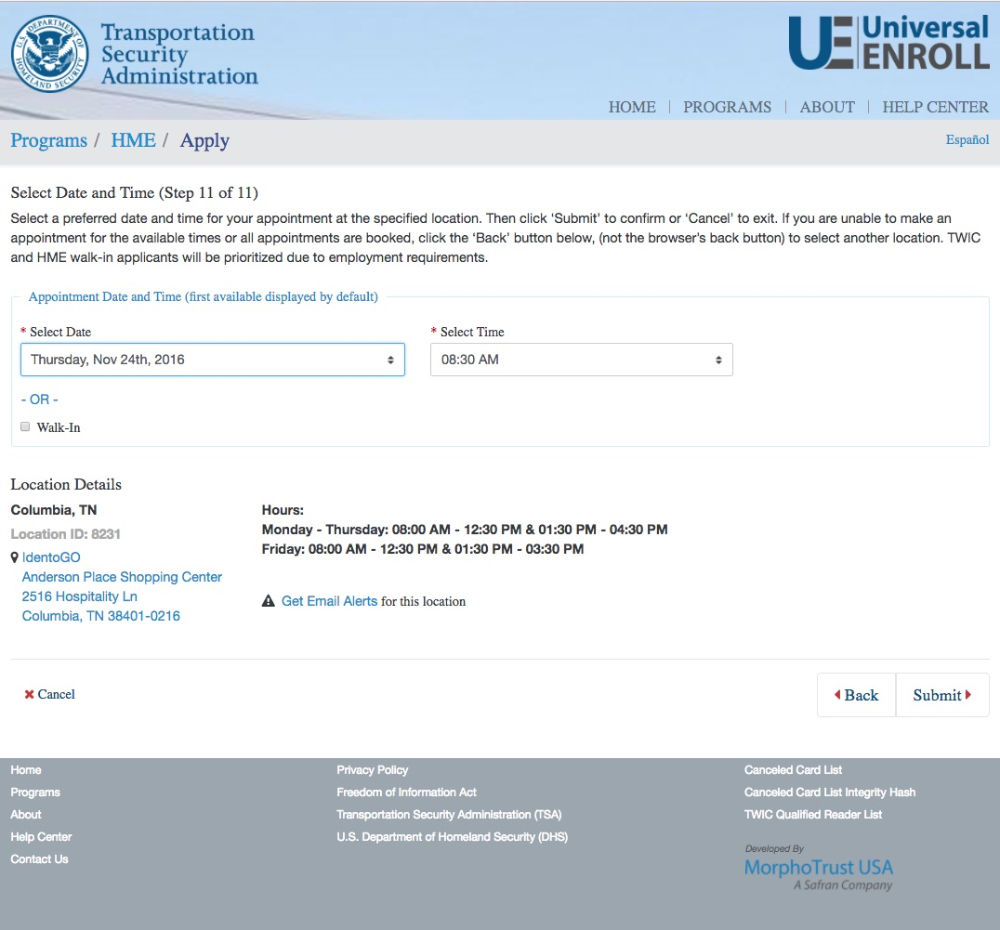 U.S. DEPARTMENT OF HOMELAND SECURITY
Transportation
Security
Administration
UE Universal
ENROLL
HOME | PROGRAMS | ABOUT | HELP CENTER
Programs / HME / Apply
Español
Select Date and Time (Step 11 of 11)
Select a preferred date and time for your appointment at the specified location. Then click 'Submit' to confirm or 'Cancel' to exit. If you are unable to make an
appointment for the available times or all appointments are booked, click the 'Back' button below, (not the browser's back button) to select another location. TWIC
and HME walk-in applicants will be prioritized due to employment requirements.
Appointment Date and Time (first available displayed by default)
* Select Date
* Select Time
Thursday, Nov 24th, 2016
08:30 AM
- OR -
Walk-In
Location Details
Columbia, TN
Location ID: 8231
IdentoGO
Anderson Place Shopping Center
2516 Hospitality Ln
Columbia, TN 38401-0216
Hours:
Monday - Thursday: 08:00 AM - 12:30 PM & 01:30 PM - 04:30 PM
Friday: 08:00 AM - 12:30 PM & 01:30 PM - 03:30 PM
Get Email Alerts for this location
Cancel
Back
Submit
Home
Programs
About
Help Center
Contact Us
Privacy Policy
Freedom of Information Act
Transportation Security Administration (TSA)
U.S. Department of Homeland Security (DHS)
Canceled Card List
Canceled Card List Integrity Hash
TWIC Qualified Reader List
Developed By
MorphoTrust USA
A Safran Company